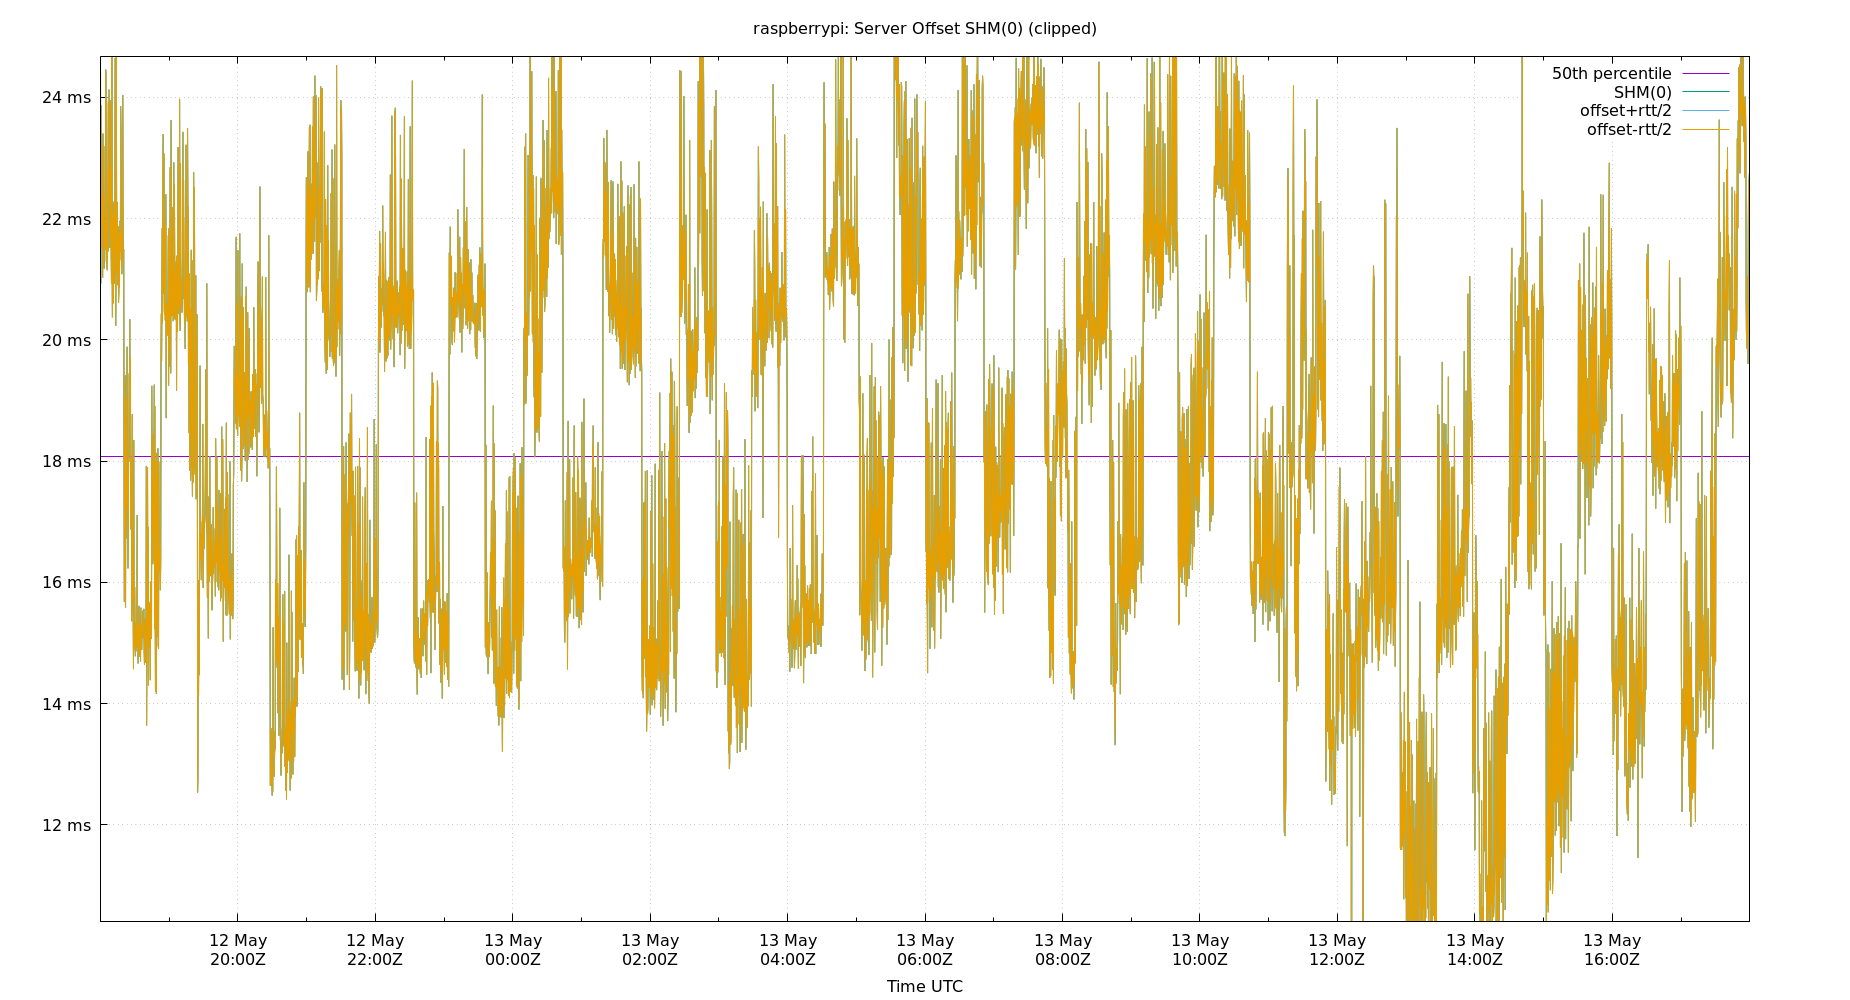 raspberrypi: Server Offset SHM(0) (clipped)
50th percentile
SHM(0)
offset+rtt/2
offset-rtt/2
24 ms
22 ms
20 ms
18 ms
16 ms
14 ms
12 ms
12 May 12 May 13 May 13 May 13 May 13 May 13 May 13 May 13 May 13 May 13 May
20:00Z 22:00Z 00:00Z 02:00Z 04:00Z 06:00Z 08:00Z 10:00Z 12:00Z 14:00Z 16:00Z
Time UTC